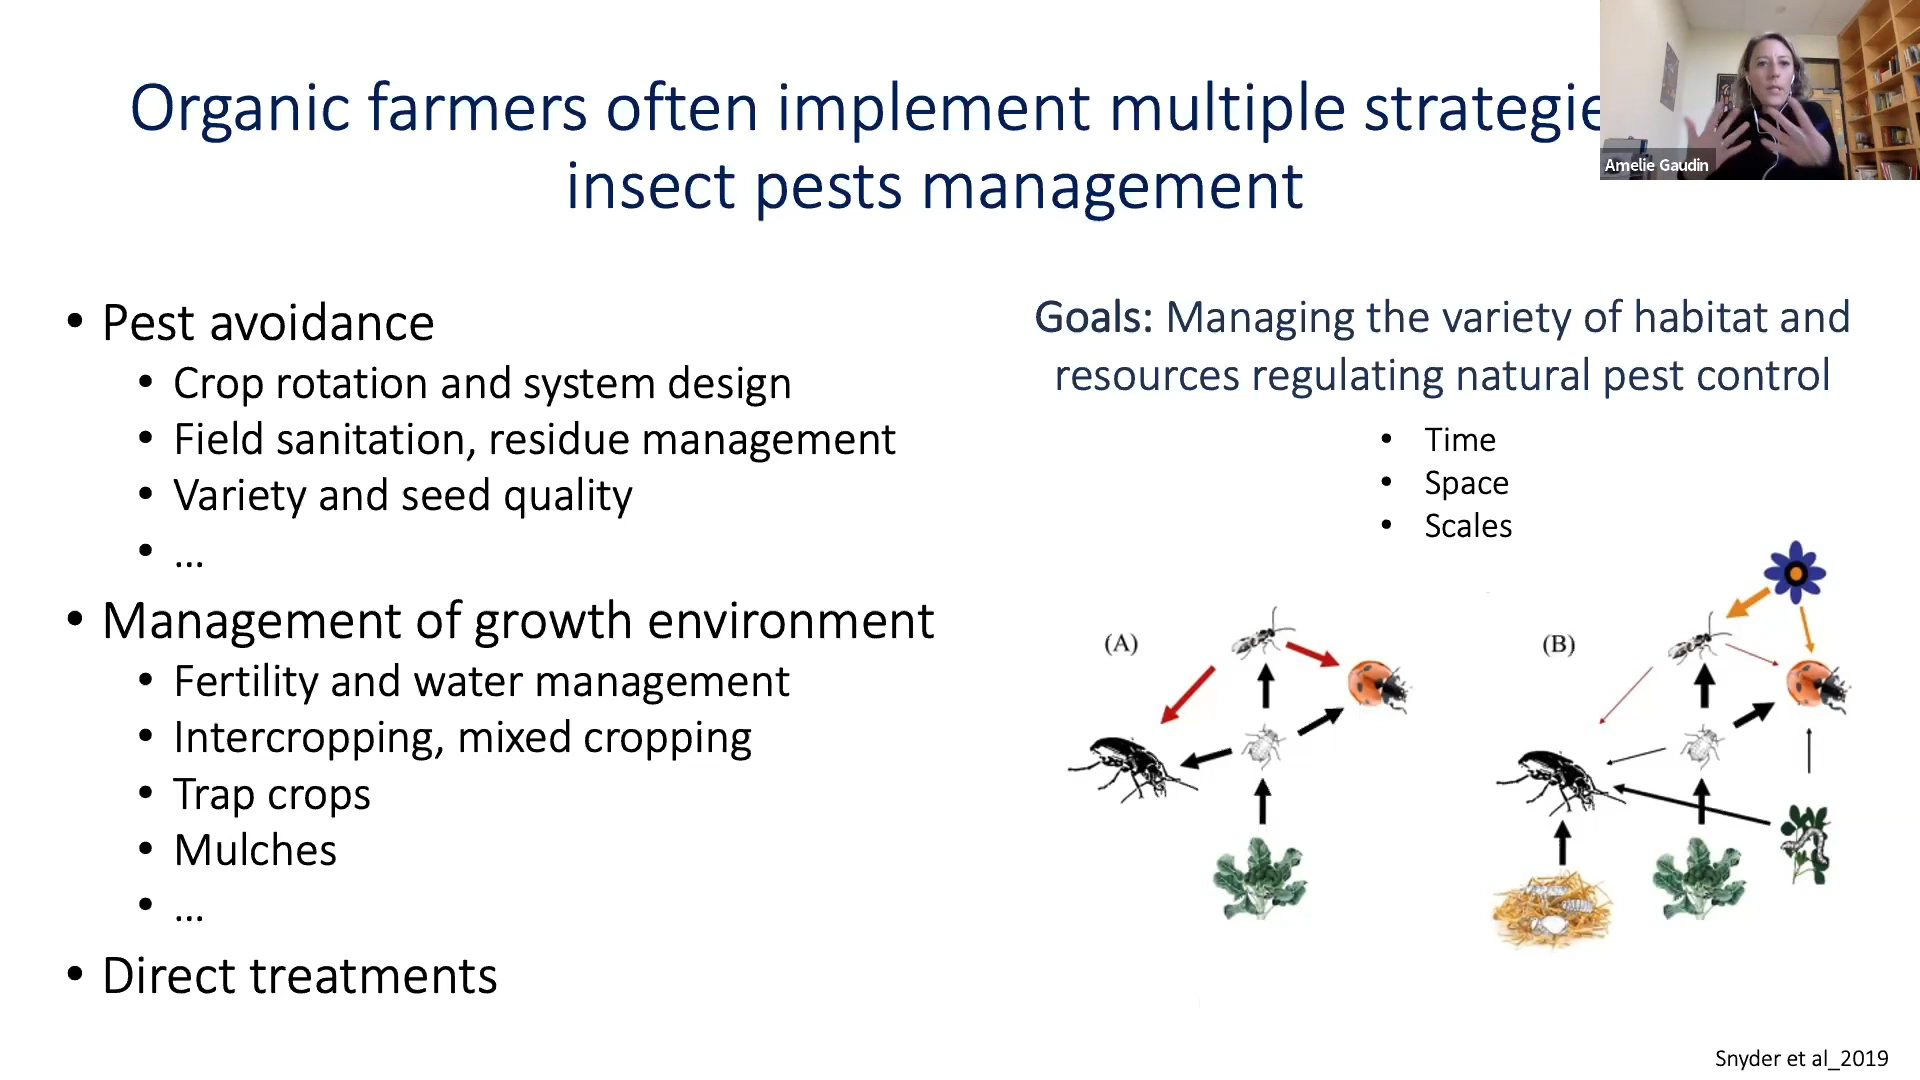 Organic farmers often implement multiple strategie
insect pests management
Amelie Gaudin
• Pest avoidance
• Crop rotation and system design
• Field sanitation, residue management
• Variety and seed quality
• ...
• Management of growth environment
• Fertility and water management
• Intercropping, mixed cropping
• Trap crops
• Mulches
• ...
• Direct treatments
Goals: Managing the variety of habitat and
resources regulating natural pest control
• Time
• Space
• Scales
(A)
(B)
Snyder et al_2019